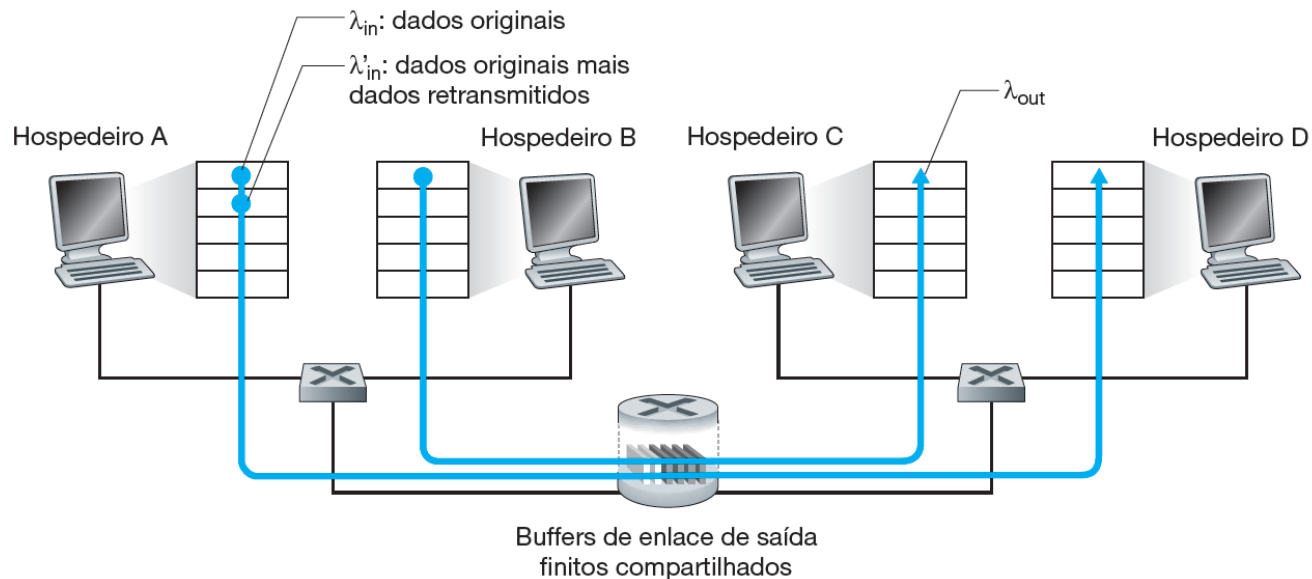 λin: dados originais
λ'in: dados originais mais
dados retransmitidos
λout
Hospedeiro A
Hospedeiro B
Hospedeiro C
Hospedeiro D
Buffers de enlace de saída
finitos compartilhados